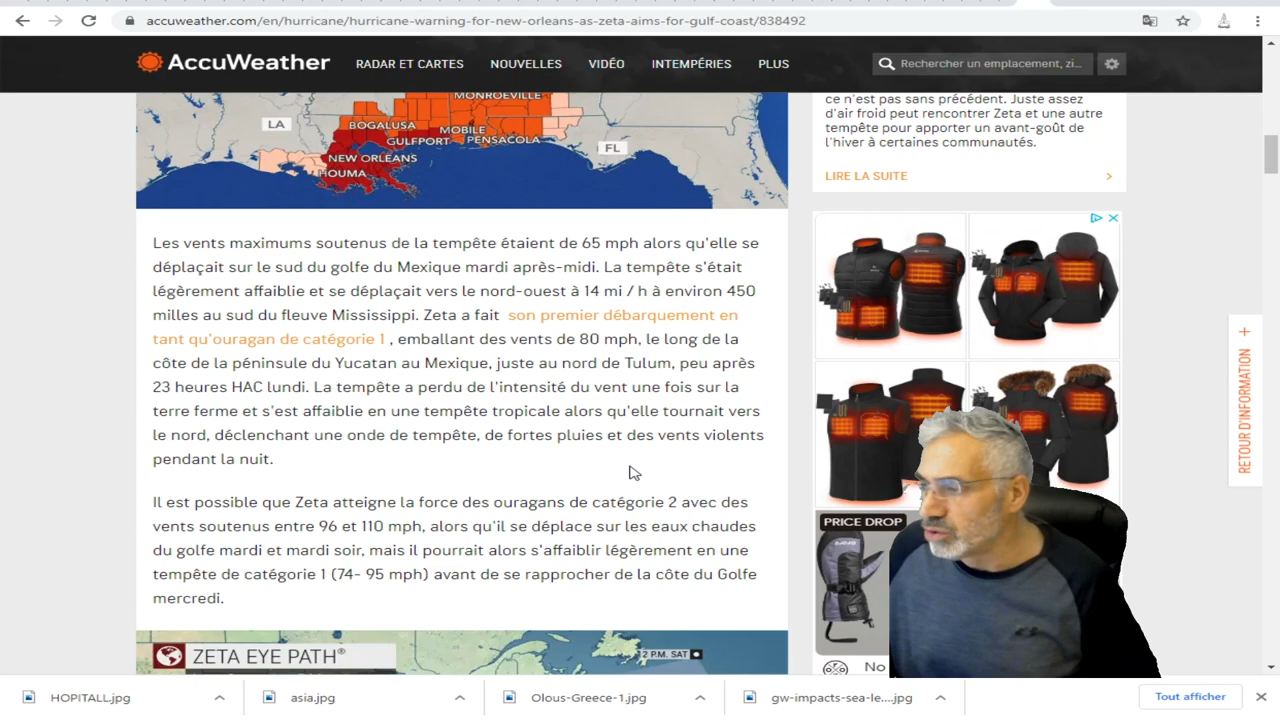 accuweather.com/en/hurricane/hurricane-warning-for-new-orleans-as-zeta-aims-for-gulf-coast/838492
AccuWeather
RADAR ET CARTES
NOUVELLES
VIDÉO
INTEMPÉRIES
PLUS
Rechercher un emplacement, zi...
MONROEVILLE
LA
BOGALUSA
MOBILE
GULFPORT
PENSACOLA
FL
NEW ORLEANS
HOUMA
ce n'est pas sans précédent. Juste assez
d'air froid peut rencontrer Zeta et une autre
tempête pour apporter un avant-goût de
l'hiver à certaines communautés.
LIRE LA SUITE
Les vents maximums soutenus de la tempête étaient de 65 mph alors qu'elle se
déplaçait sur le sud du golfe du Mexique mardi après-midi. La tempête s'était
légèrement affaiblie et se déplaçait vers le nord-ouest à 14 mi / h à environ 450
milles au sud du fleuve Mississippi. Zeta a fait son premier débarquement en
tant qu'ouragan de catégorie 1 , emballant des vents de 80 mph, le long de la
côte de la péninsule du Yucatan au Mexique, juste au nord de Tulum, peu après
23 heures HAC lundi. La tempête a perdu de l'intensité du vent une fois sur la
terre ferme et s'est affaiblie en une tempête tropicale alors qu'elle tournait vers
le nord, déclenchant une onde de tempête, de fortes pluies et des vents violents
pendant la nuit.
Il est possible que Zeta atteigne la force des ouragans de catégorie 2 avec des
vents soutenus entre 96 et 110 mph, alors qu'il se déplace sur les eaux chaudes
du golfe mardi et mardi soir, mais il pourrait alors s'affaiblir légèrement en une
tempête de catégorie 1 (74- 95 mph) avant de se rapprocher de la côte du Golfe
mercredi.
ZETA EYE PATH®
12 P.M. SAT
RETOUR D'INFORMATION
PRICE DROP
No
HOPITALL.jpg
asia.jpg
Olous-Greece-1.jpg
gw-impacts-sea-le....jpg
Tout afficher